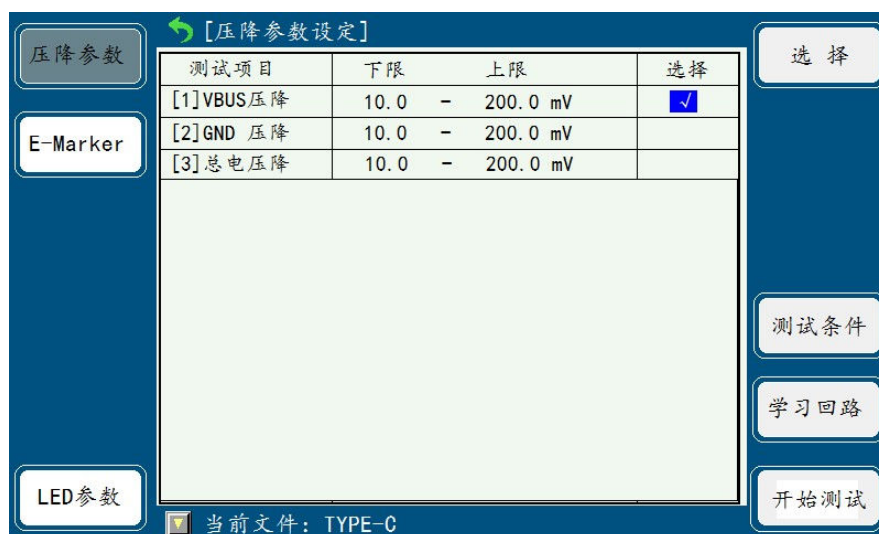 [压降参数设定]
压降参数
E-Marker
LED参数
测试项目 下限 上限 选择
[1]VBUS压降 10.0 - 200.0 mV √
[2]GND 压降 10.0 - 200.0 mV
[3]总电压降 10.0 - 200.0 mV
当前文件: TYPE-C
选 择
测试条件
学习回路
开始测试